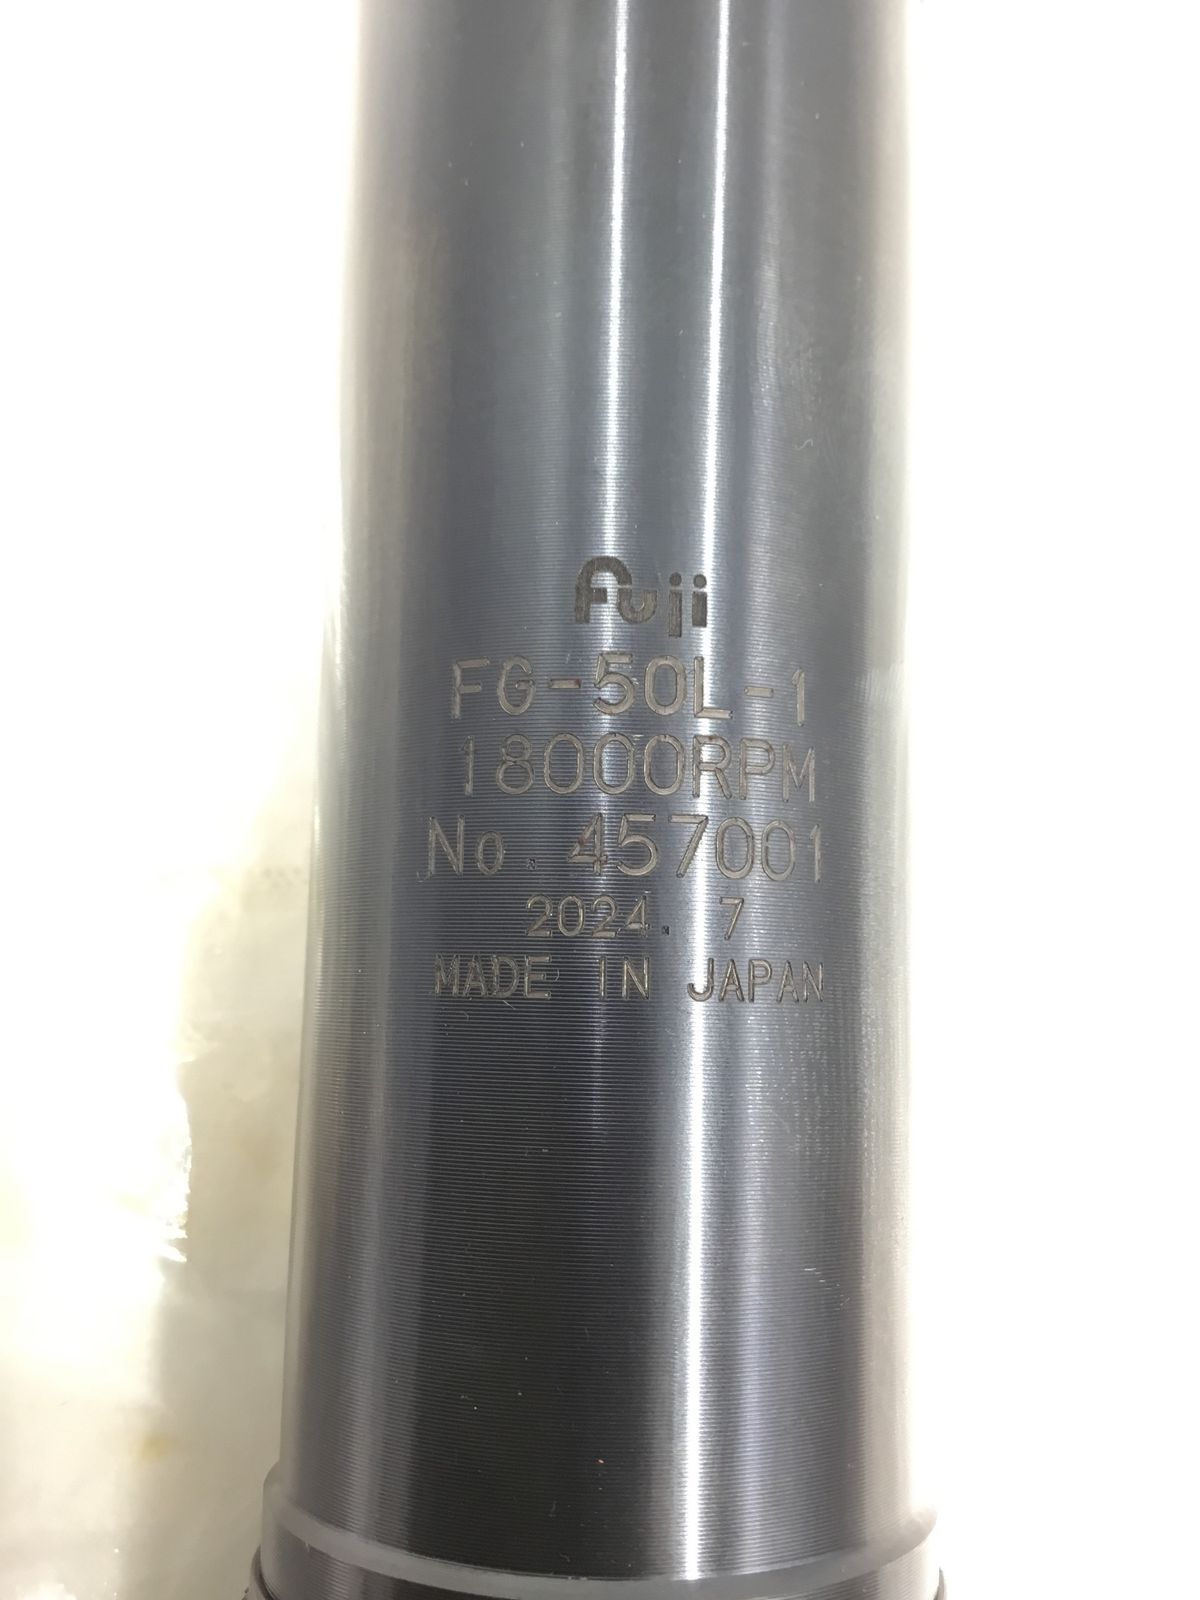 Fuji
FG-50L-1
18000RPM
No. 457001
2024. 7
MADE IN JAPAN